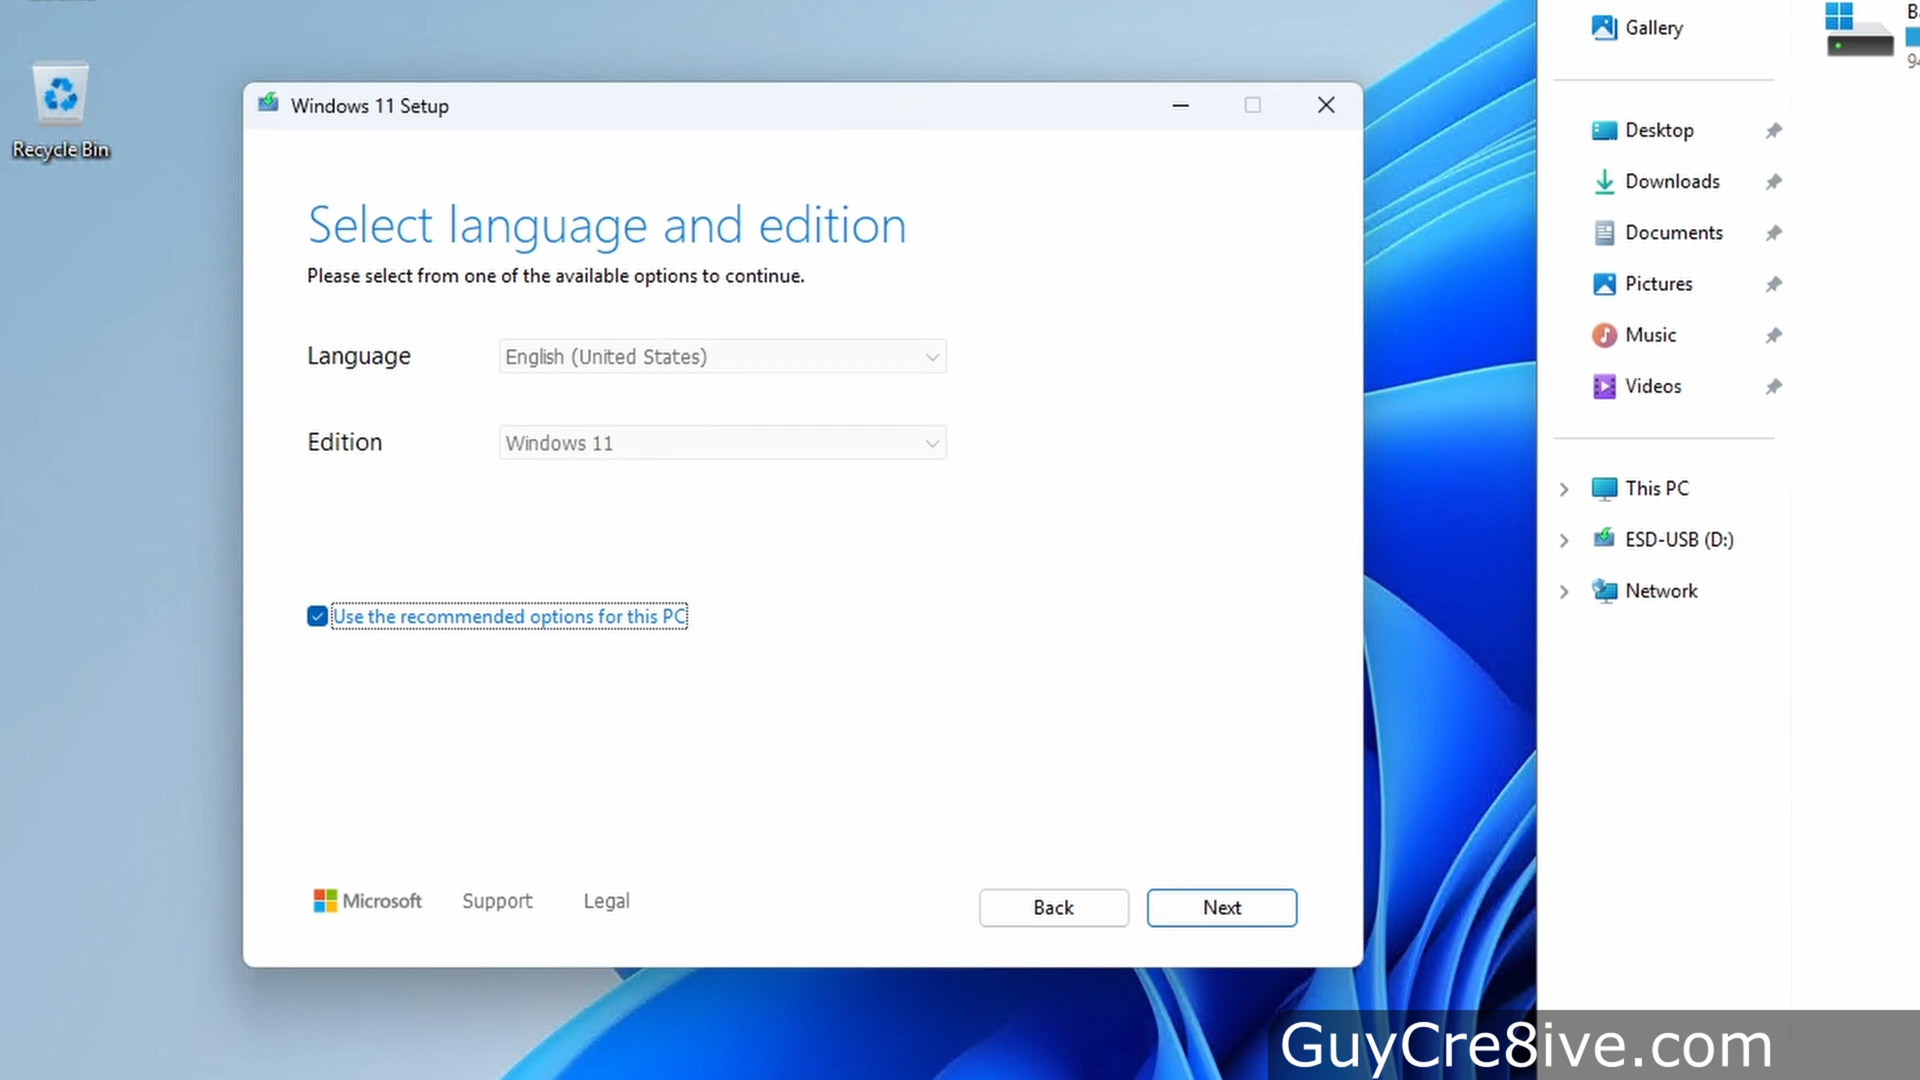 Recycle Bin
Windows 11 Setup
Select language and edition
Please select from one of the available options to continue.
Language
English (United States)
Edition
Windows 11
Use the recommended options for this PC
Microsoft
Support
Legal
Back
Next
Gallery
Desktop
Downloads
Documents
Pictures
Music
Videos
This PC
ESD-USB (D:)
Network
GuyCre8ive.com